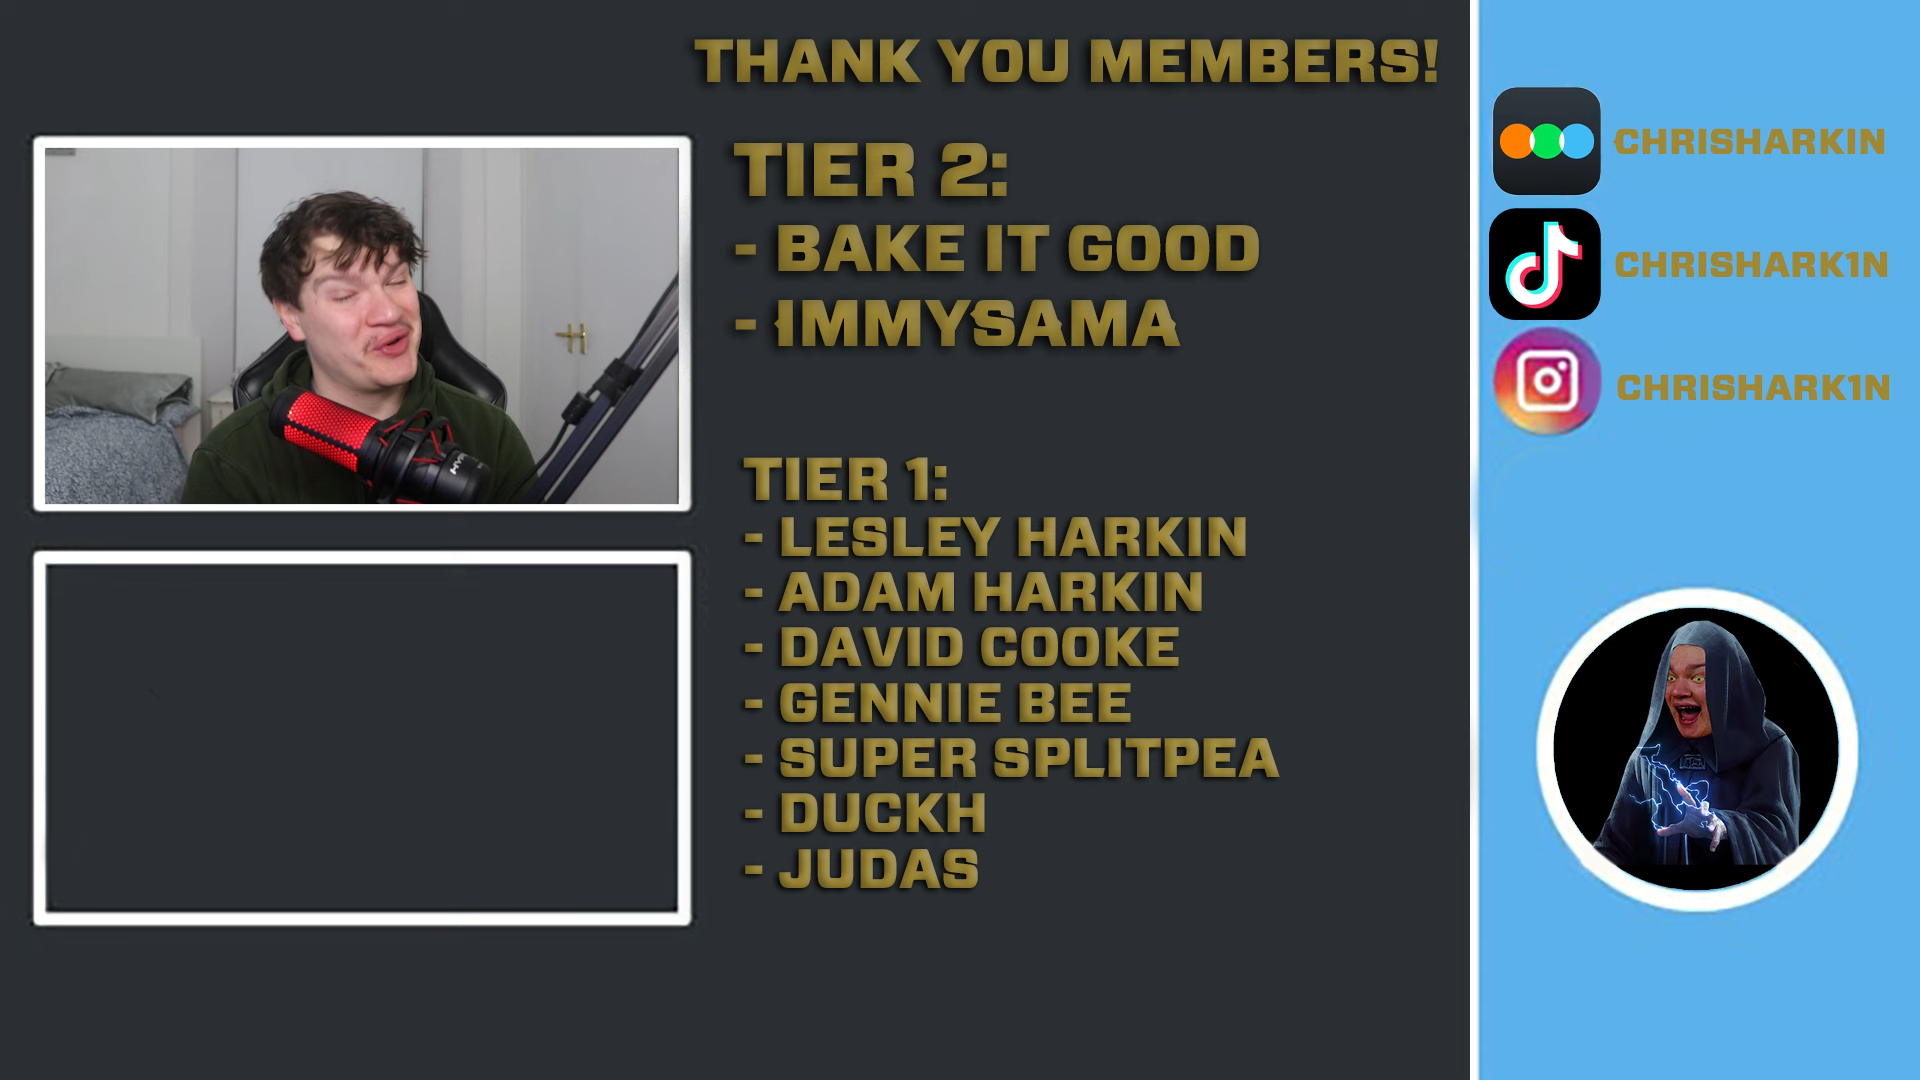 THANK YOU MEMBERS!
TIER 2:
- BAKE IT GOOD
- IMMYSAMA
TIER 1:
- LESLEY HARKIN
- ADAM HARKIN
- DAVID COOKE
- GENNIE BEE
- SUPER SPLITPEA
- DUCKH
- JUDAS
CHRISHARKIN
CHRISHARK1N
CHRISHARK1N